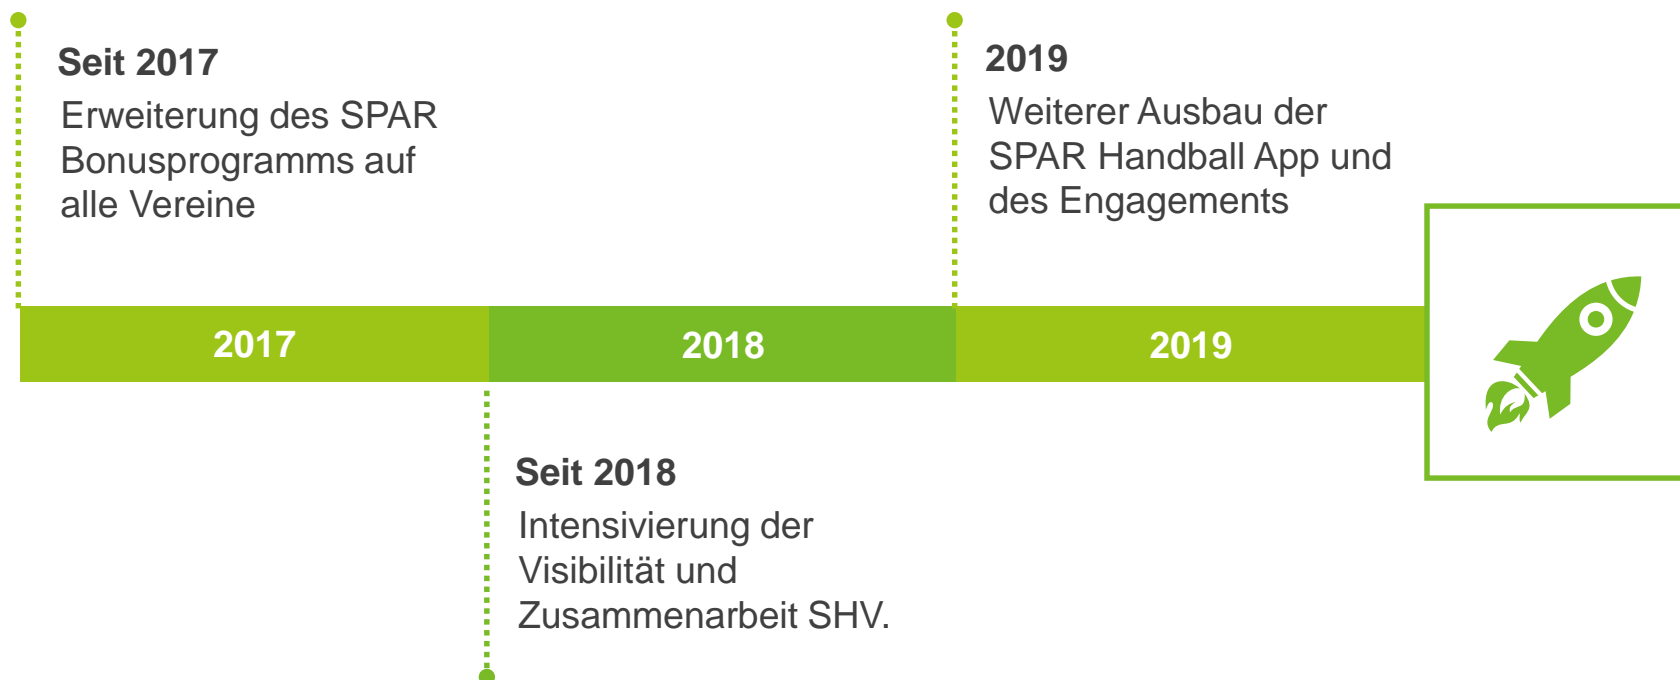 Seit 2017
Erweiterung des SPAR
Bonusprogramms auf
alle Vereine
2019
Weiterer Ausbau der
SPAR Handball App und
des Engagements
2017
2018
2019
Seit 2018
Intensivierung der
Visibilität und
Zusammenarbeit SHV.